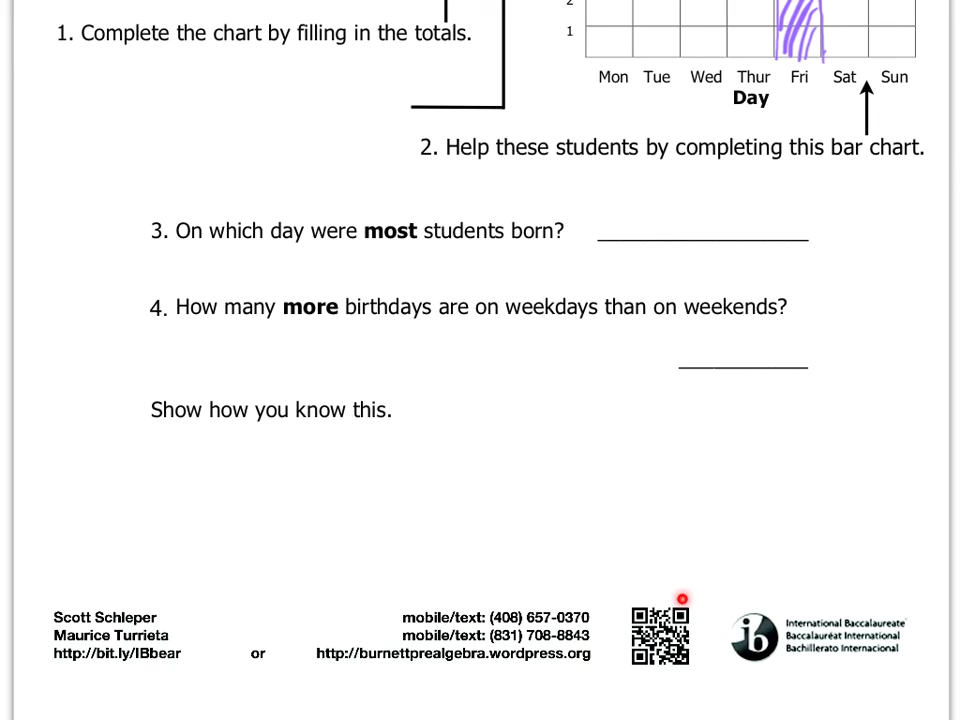 2
1
1. Complete the chart by filling in the totals.
Mon Tue Wed Thur Fri Sat Sun
Day
2. Help these students by completing this bar chart.
3. On which day were most students born? ___________________
4. How many more birthdays are on weekdays than on weekends?
____________
Show how you know this.
Scott Schleper mobile/text: (408) 657-0370
Maurice Turrieta mobile/text: (831) 708-8843
http://bit.ly/IBbear or http://burnettprealgebra.wordpress.org
ib
International Baccalaureate
Baccalauréat International
Bachillerato Internacional